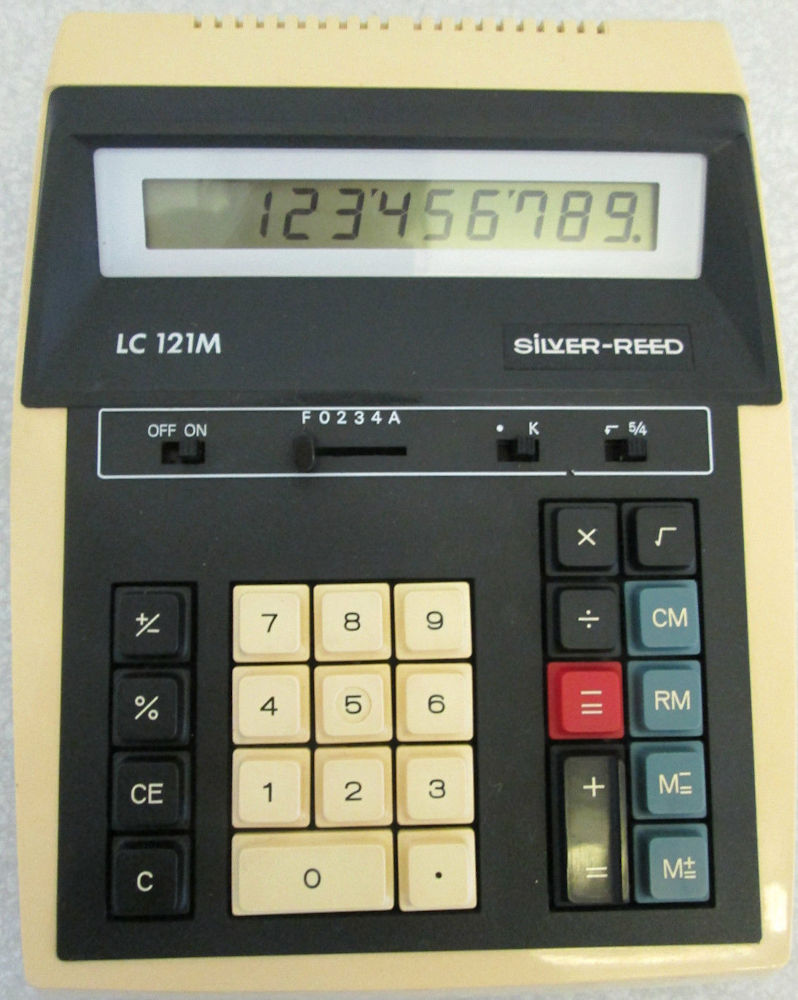 123'456'789.
LC 121M SILVER-REED
OFF ON F 0 2 3 4 A • K ┌ 5/4
× √
+/− 7 8 9 ÷ CM
% 4 5 6 = RM
CE 1 2 3 + M−=
C 0 • = M+=